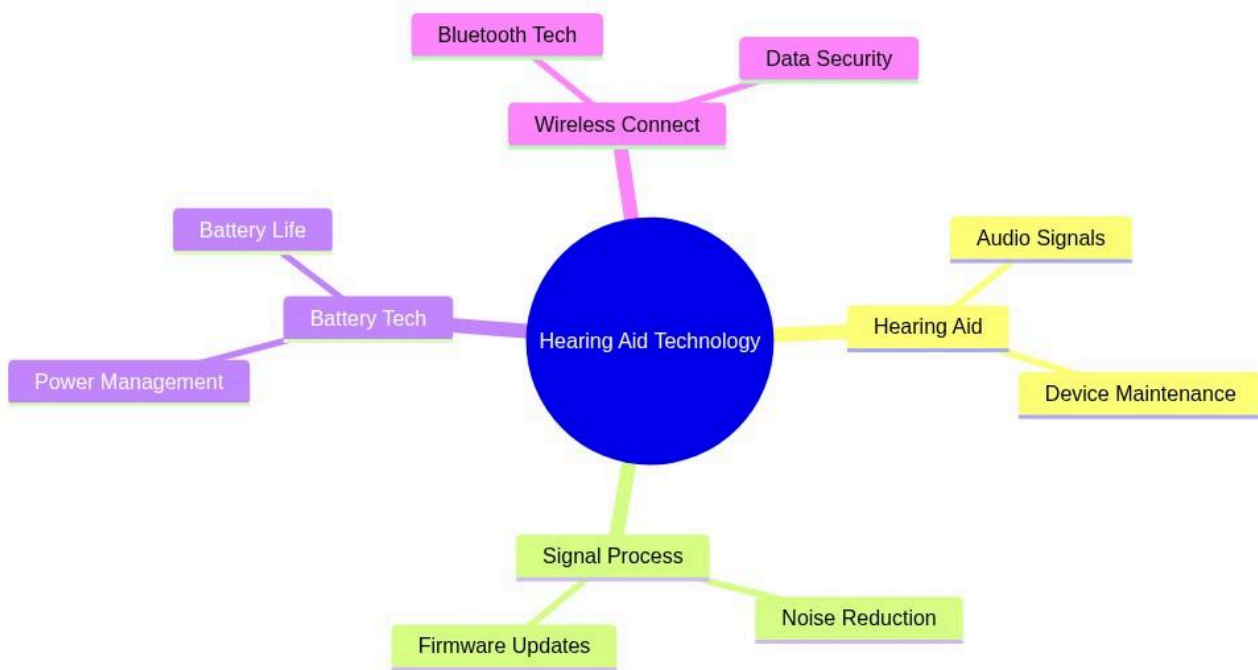 Bluetooth Tech
Data Security
Wireless Connect
Battery Life
Audio Signals
Battery Tech
Hearing Aid Technology
Hearing Aid
Power Management
Device Maintenance
Signal Process
Noise Reduction
Firmware Updates